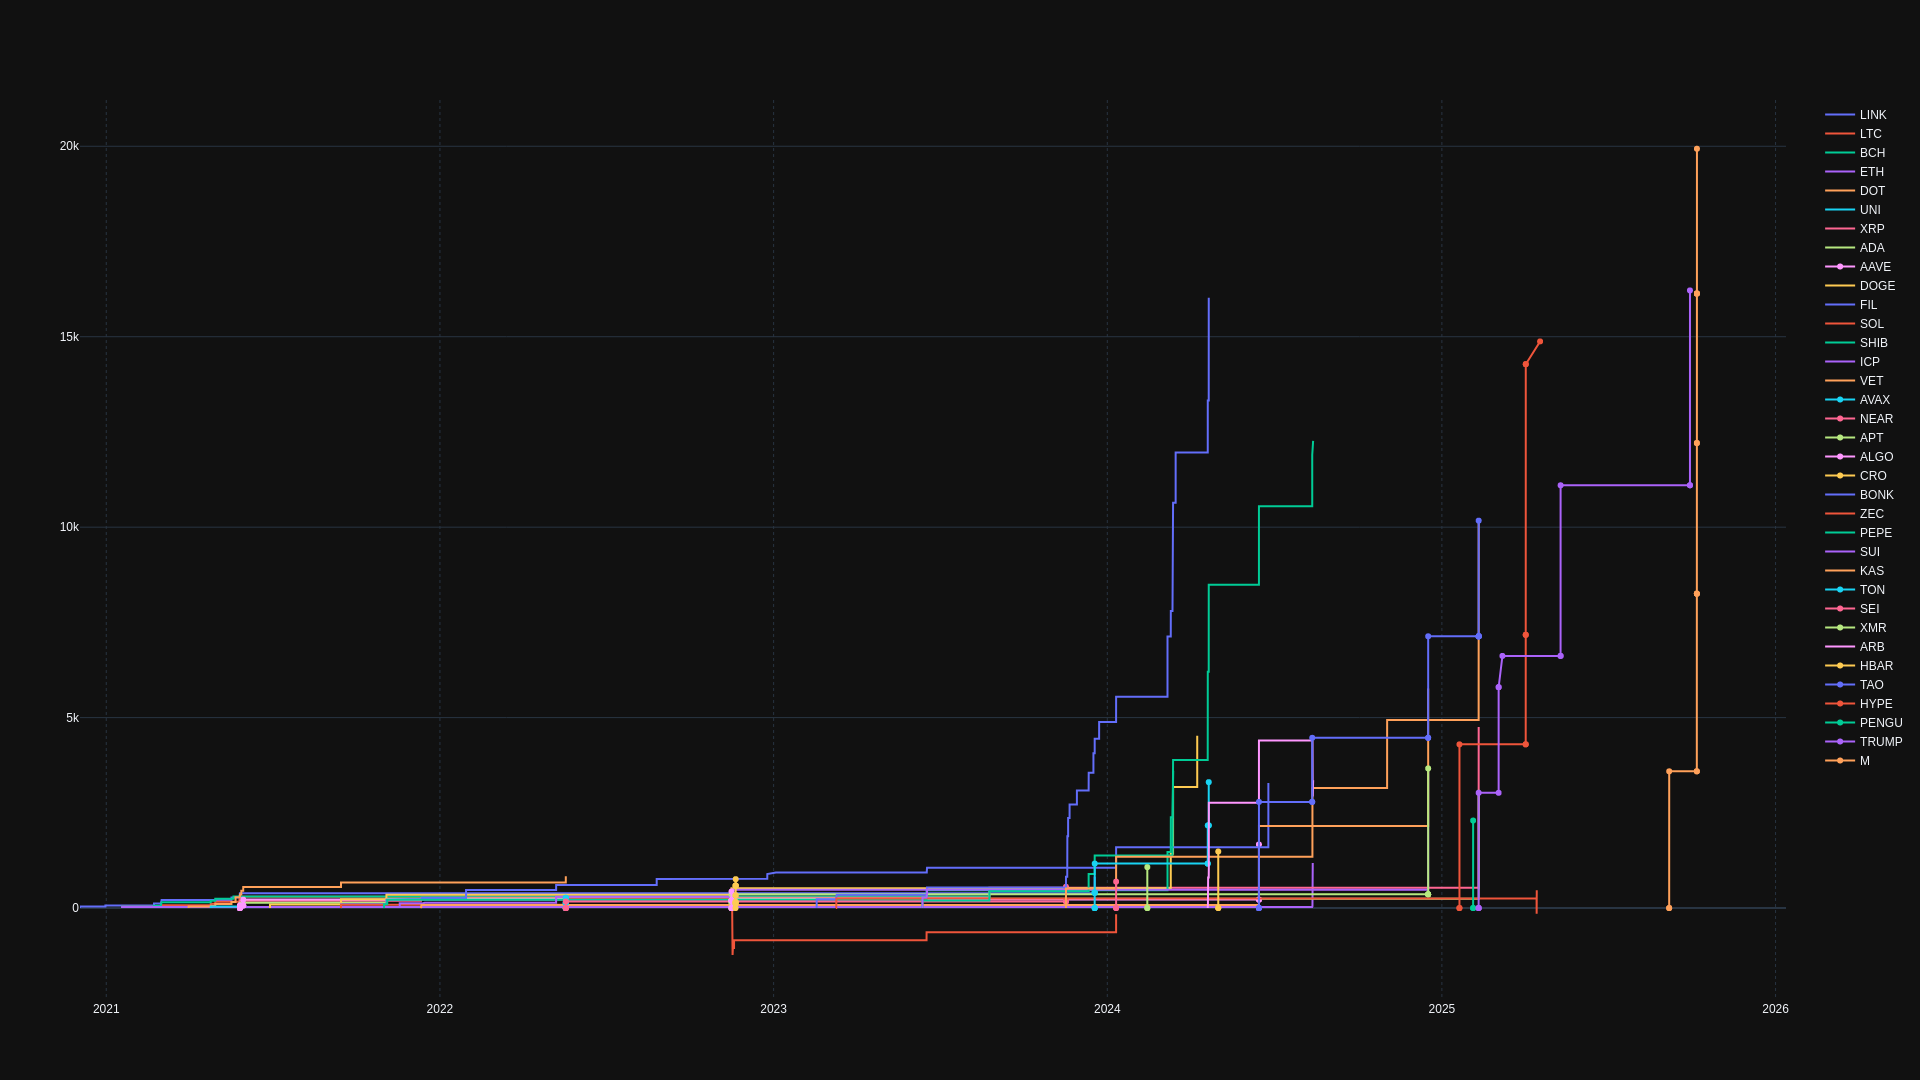 20k
15k
10k
5k
0
2021
2022
2023
2024
2025
2026
LINK
LTC
BCH
ETH
DOT
UNI
XRP
ADA
AAVE
DOGE
FIL
SOL
SHIB
ICP
VET
AVAX
NEAR
APT
ALGO
CRO
BONK
ZEC
PEPE
SUI
KAS
TON
SEI
XMR
ARB
HBAR
TAO
HYPE
PENGU
TRUMP
M